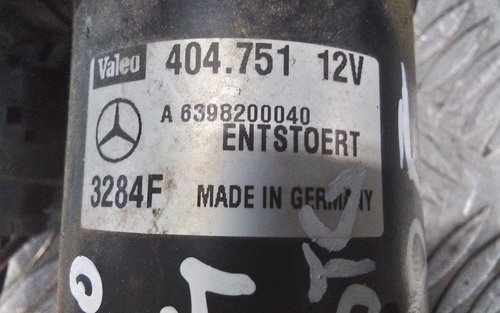 Valeo 404.751 12V
A 6398200040
ENTSTOERT
3284F MADE IN GERMANY